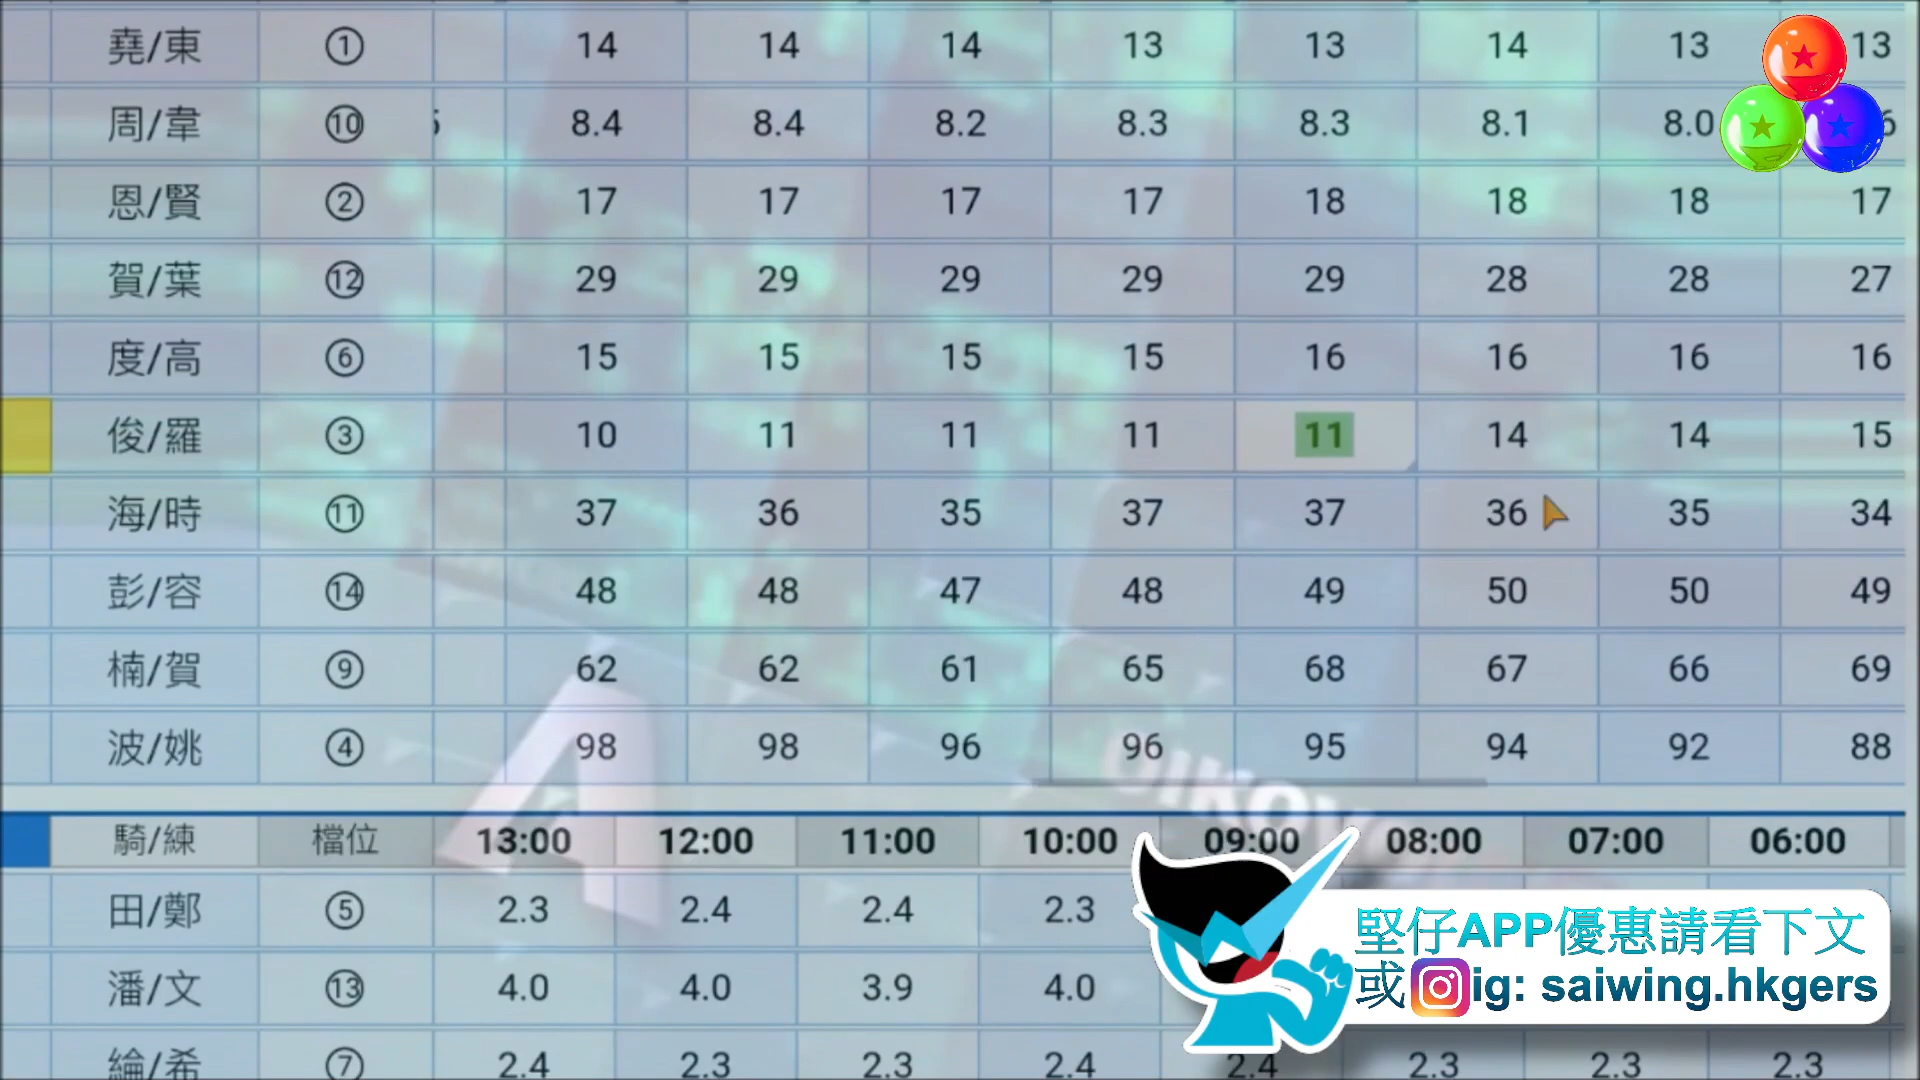 堯/東 ① 14 14 14 13 13 14 13 13
周/韋 ⑩ 8.4 8.4 8.2 8.3 8.3 8.1 8.0
恩/賢 ② 17 17 17 17 18 18 18 17
賀/葉 ⑫ 29 29 29 29 29 28 28 27
度/高 ⑥ 15 15 15 15 16 16 16 16
俊/羅 ③ 10 11 11 11 11 14 14 15
海/時 ⑪ 37 36 35 37 37 36 35 34
彭/容 ⑭ 48 48 47 48 49 50 50 49
楠/賀 ⑨ 62 62 61 65 68 67 66 69
波/姚 ④ 98 98 96 96 95 94 92 88
騎/練 檔位 13:00 12:00 11:00 10:00 09:00 08:00 07:00 06:00
田/鄭 ⑤ 2.3 2.4 2.4 2.3
潘/文 ⑬ 4.0 4.0 3.9 4.0
綸/希 ⑦ 2.4 2.3 2.3 2.4 2.4 2.3 2.3 2.3
堅仔APP優惠請看下文
或 ig: saiwing.hkgers